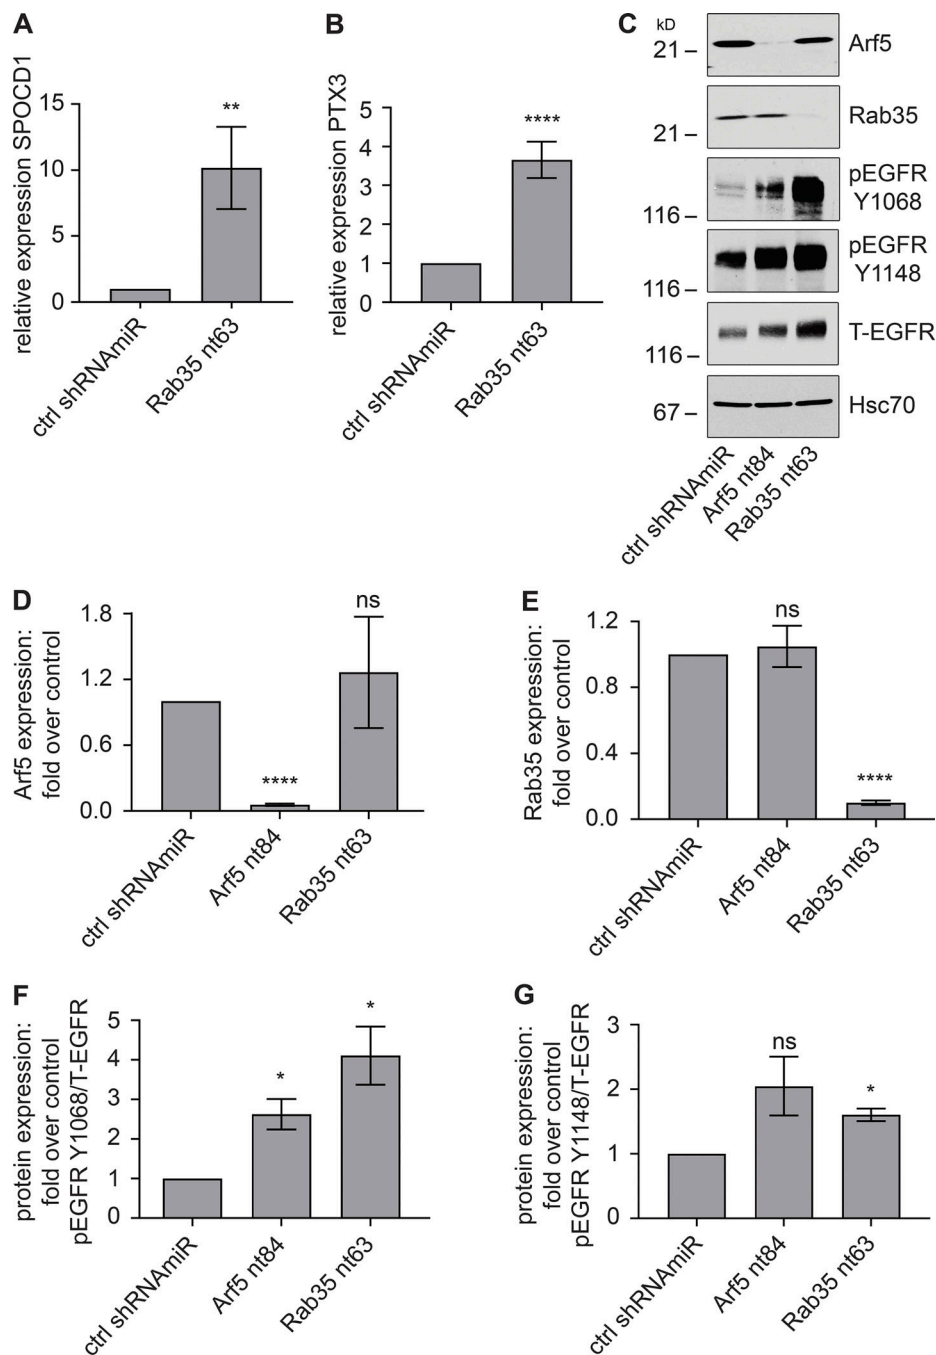 A
relative expression SPOCD1
15
10
5
0
**
ctrl shRNAmiR
Rab35 nt63
B
relative expression PTX3
5
4
3
2
1
0
****
ctrl shRNAmiR
Rab35 nt63
C
kD
21
Arf5
21
Rab35
116
pEGFR
Y1068
116
pEGFR
Y1148
116
T-EGFR
67
Hsc70
ctrl shRNAmiR
Arf5 nt84
Rab35 nt63
D
Arf5 expression:
fold over control
1.8
1.2
0.6
0.0
****
ns
ctrl shRNAmiR
Arf5 nt84
Rab35 nt63
E
Rab35 expression:
fold over control
1.2
0.8
0.4
0.0
ns
****
ctrl shRNAmiR
Arf5 nt84
Rab35 nt63
F
protein expression:
fold over control
pEGFR Y1068/T-EGFR
5
4
3
2
1
0
*
*
ctrl shRNAmiR
Arf5 nt84
Rab35 nt63
G
protein expression:
fold over control
pEGFR Y1148/T-EGFR
3
2
1
0
ns
*
ctrl shRNAmiR
Arf5 nt84
Rab35 nt63